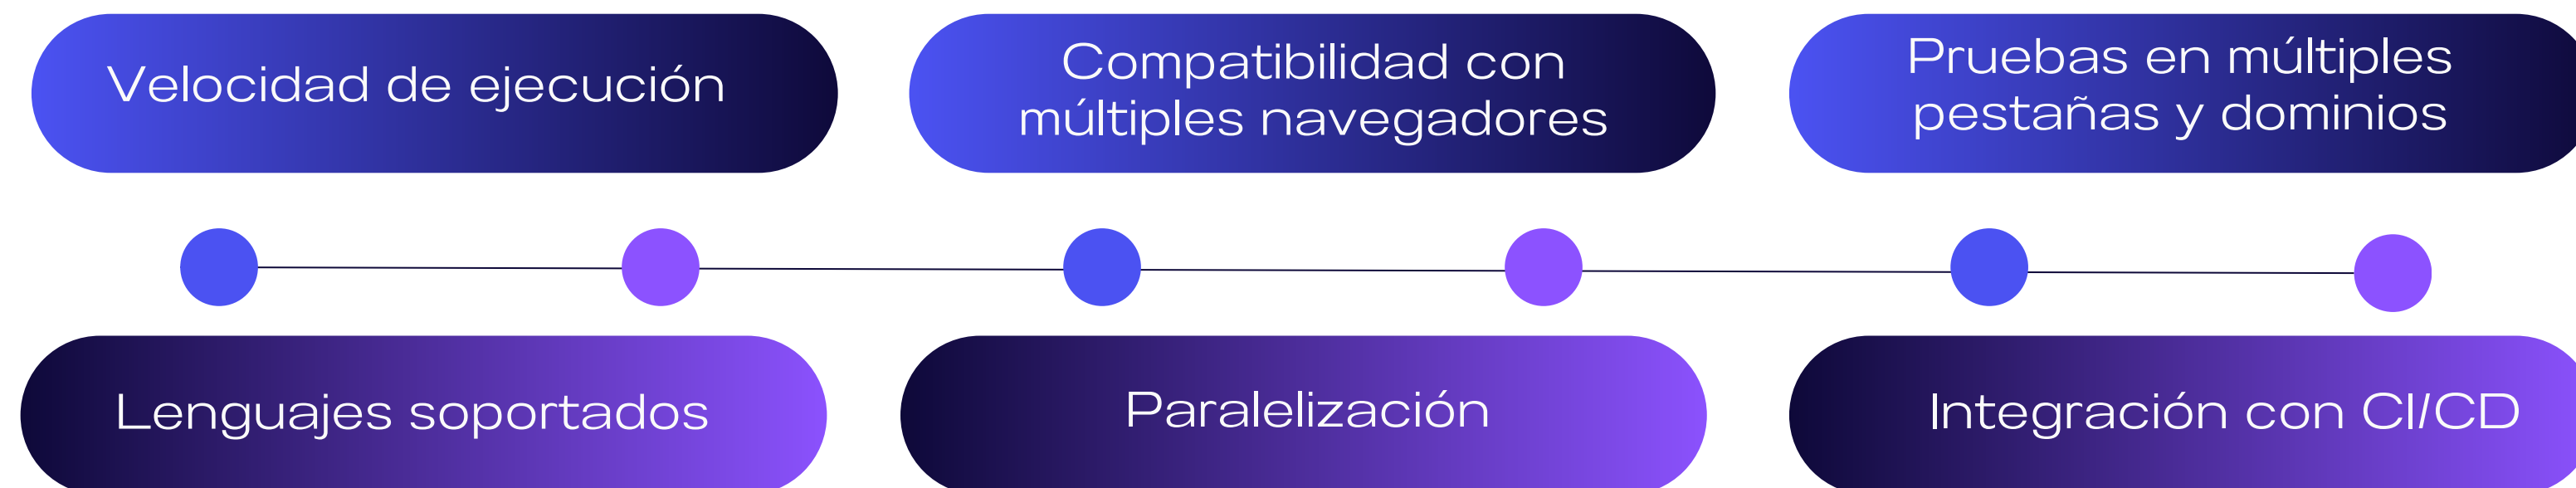 Velocidad de ejecución
Compatibilidad con
múltiples navegadores
Pruebas en múltiples
pestañas y dominios
Lenguajes soportados
Paralelización
Integración con CI/CD